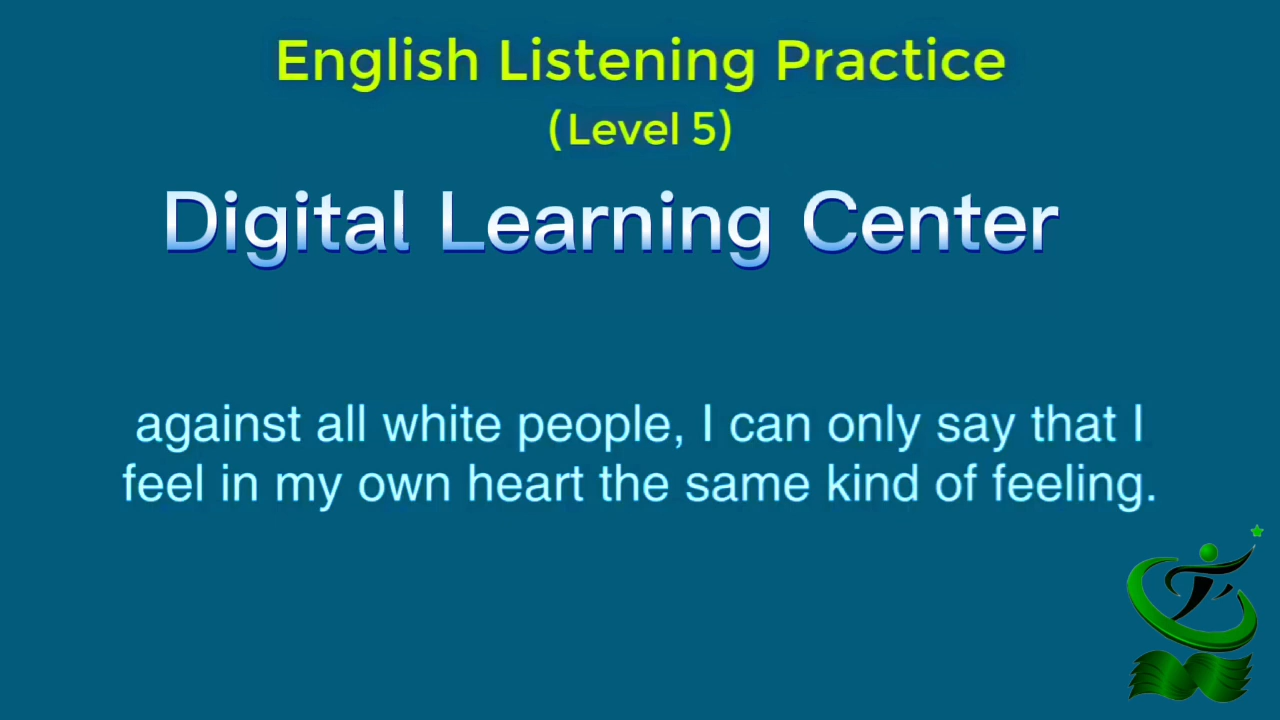 English Listening Practice
(Level 5)
Digital Learning Center
against all white people, I can only say that I
feel in my own heart the same kind of feeling.